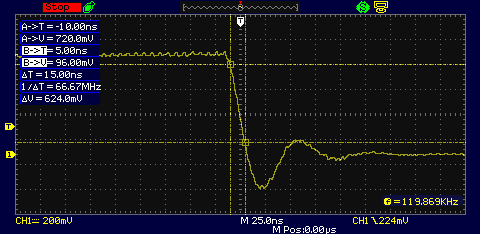 Stop
A->T = -10.00ns
A->V = 720.0mV
B->T = 5.00ns
B->V = 96.00mV
ΔT = 15.00ns
1/ΔT = 66.67MHz
ΔV = 624.0mV
T
T
1
f = 119.869KHz
CH1 200mV M 25.0ns CH1 224mV
M Pos:0.00µs